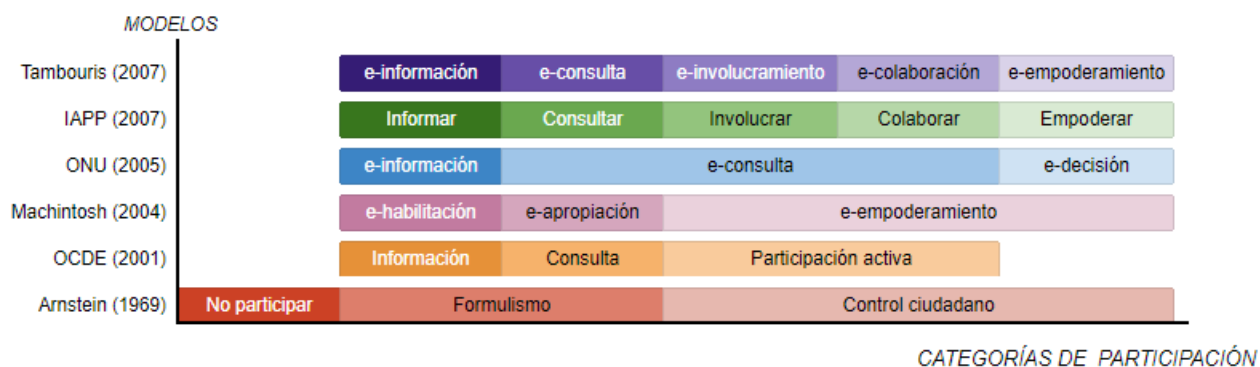 MODELOS
Tambouris (2007) e-información e-consulta e-involucramiento e-colaboración e-empoderamiento
IAPP (2007) Informar Consultar Involucrar Colaborar Empoderar
ONU (2005) e-información e-consulta e-decisión
Machintosh (2004) e-habilitación e-apropiación e-empoderamiento
OCDE (2001) Información Consulta Participación activa
Arnstein (1969) No participar Formulismo Control ciudadano
CATEGORÍAS DE PARTICIPACIÓN